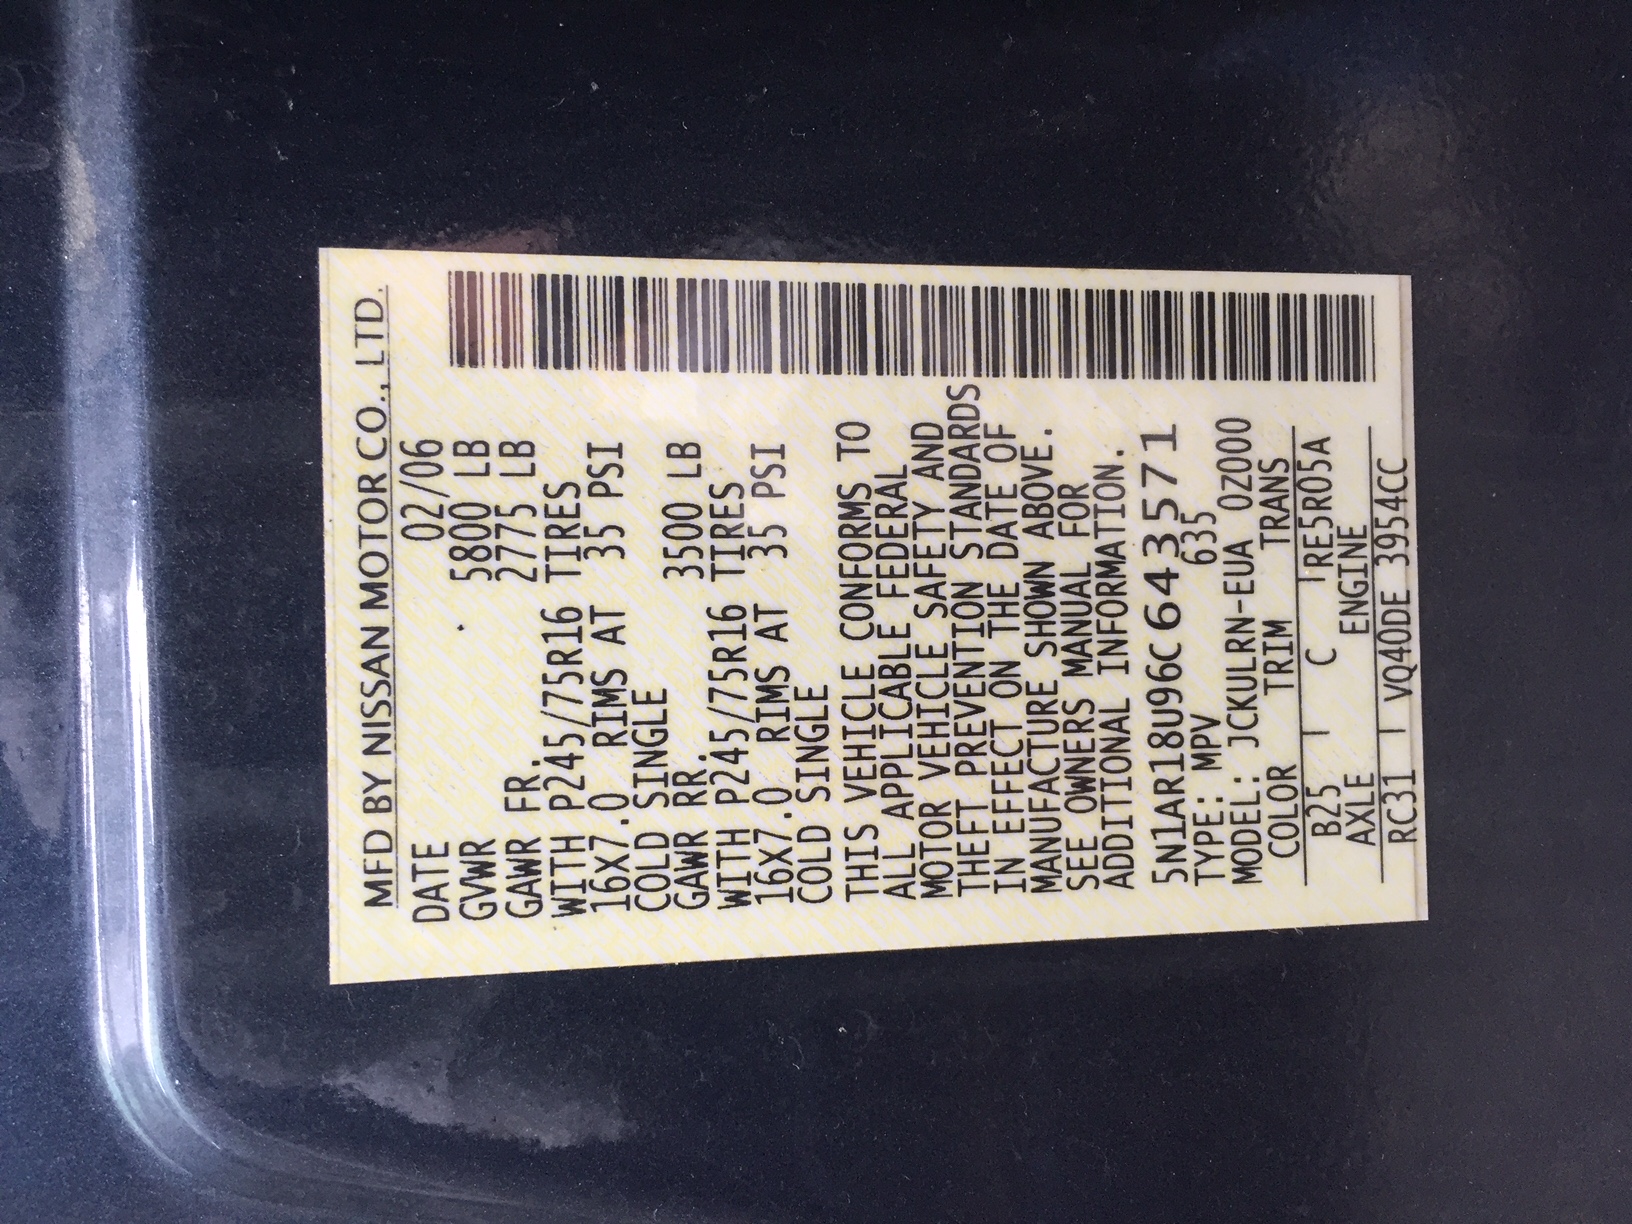 MFD BY NISSAN MOTOR CO., LTD.
DATE 02/06
GVWR 5800 LB
GAWR FR. 2775 LB
WITH P245/75R16 TIRES
16X7.0 RIMS AT 35 PSI
COLD SINGLE
GAWR RR. 3500 LB
WITH P245/75R16 TIRES
16X7.0 RIMS AT 35 PSI
COLD SINGLE
THIS VEHICLE CONFORMS TO
ALL APPLICABLE FEDERAL
MOTOR VEHICLE SAFETY AND
THEFT PREVENTION STANDARDS
IN EFFECT ON THE DATE OF
MANUFACTURE SHOWN ABOVE.
SEE OWNERS MANUAL FOR
ADDITIONAL INFORMATION.
5N1AR18U96C643571
TYPE: MPV 635
MODEL: JCKULRN-EUA 0Z000
COLOR TRIM TRANS
B25 C RE5R05A
AXLE ENGINE
RC31 VQ40DE 3954CC